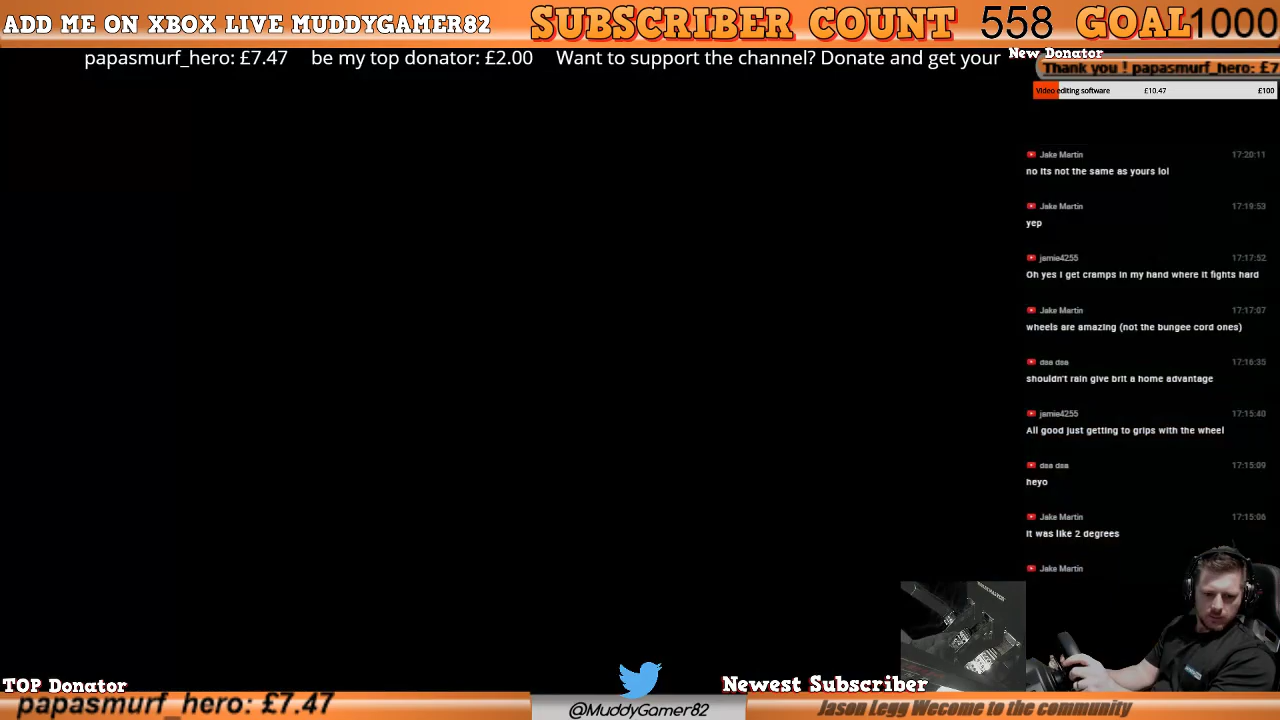 ADD ME ON XBOX LIVE MUDDYGAMER82
SUBSCRIBER COUNT 558 GOAL 1000
papasmurf_hero: £7.47 be my top donator: £2.00 Want to support the channel? Donate and get your
New Donator
Thank you ! papasmurf_hero: £7
Video editing software £10.47 £100
Jake Martin 17:20:11
no its not the same as yours lol
Jake Martin 17:19:53
yep
jamie4255 17:17:52
Oh yes i get cramps in my hand where it fights hard
Jake Martin 17:17:07
wheels are amazing (not the bungee cord ones)
dsa dsa 17:16:35
shouldn't rain give brit a home advantage
jamie4255 17:15:40
All good just getting to grips with the wheel
dsa dsa 17:15:09
heyo
Jake Martin 17:15:06
it was like 2 degrees
Jake Martin
TOP Donator
papasmurf_hero: £7.47
@MuddyGamer82
Newest Subscriber
Jason Legg Wecome to the community